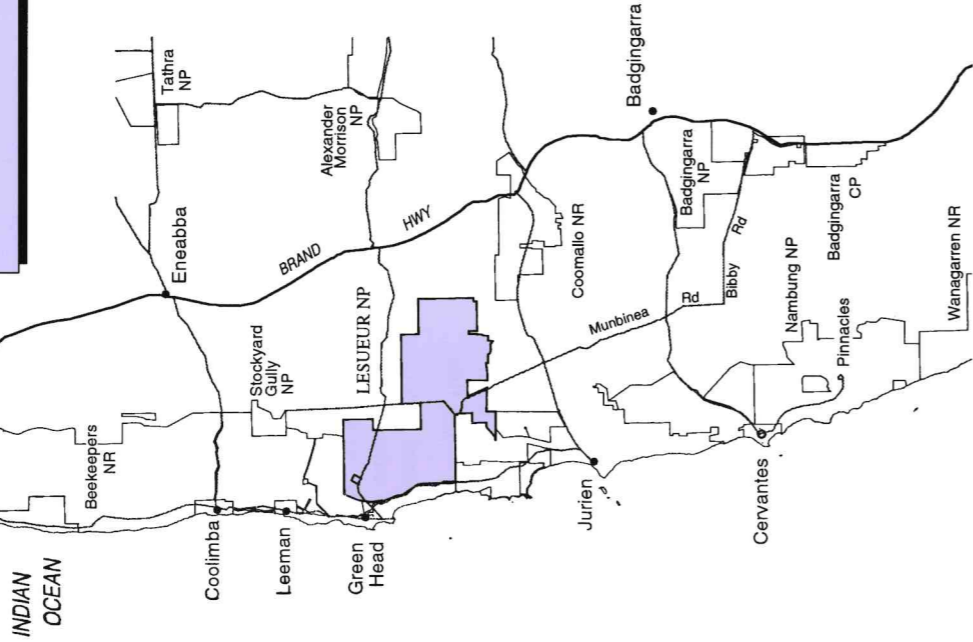 INDIAN
OCEAN
Tathra
NP
Eneabba
Alexander
Morrison
NP
BRAND
HWY
Stockyard
Gully
NP
LESUEUR NP
Beekeepers
NR
Coolimba
Leeman
Green
Head
Badgingarra
Coomallo NR
Badgingarra
NP
Munbinea
Rd
Bibby
Rd
Jurien
Nambung NP
Pinnacles
Badgingarra
CP
Cervantes
Wanagarren NR